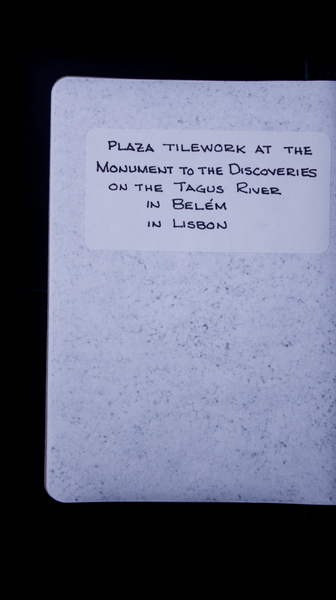 Plaza tilework at the
Monument to the Discoveries
on the Tagus River
in Belém
in Lisbon